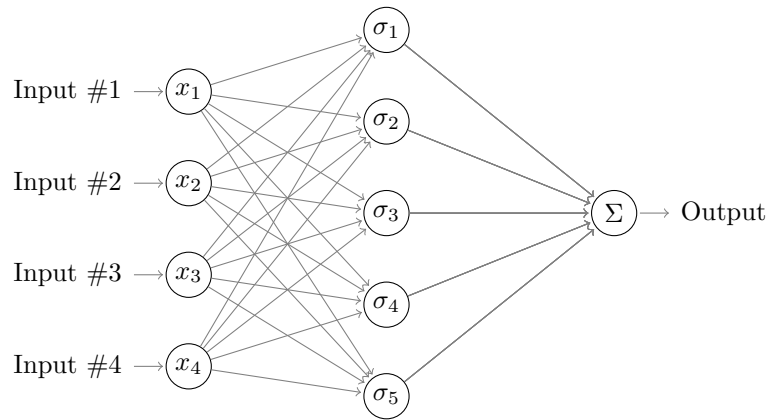 Input #1
Input #2
Input #3
Input #4
x₁
x₂
x₃
x₄
σ₁
σ₂
σ₃
σ₄
σ₅
Σ
Output